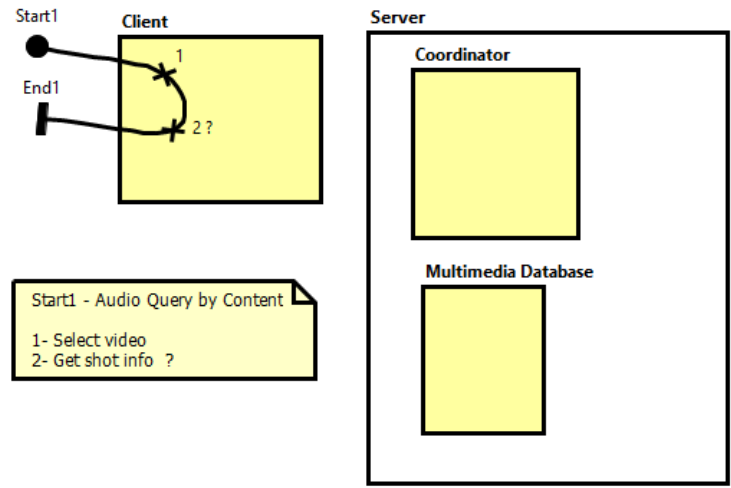 Start1
Client
Server
1
Coordinator
End1
2 ?
Multimedia Database
Start1 - Audio Query by Content
1- Select video
2- Get shot info ?